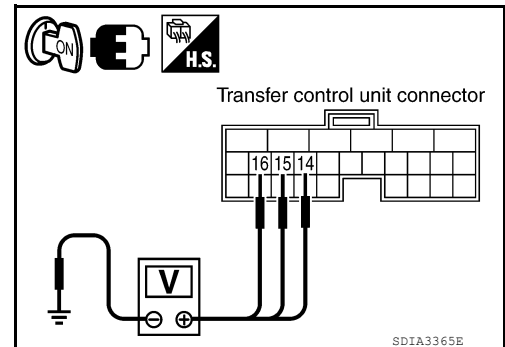 ON
H.S.
Transfer control unit connector
16 15 14
V
SDIA3365E